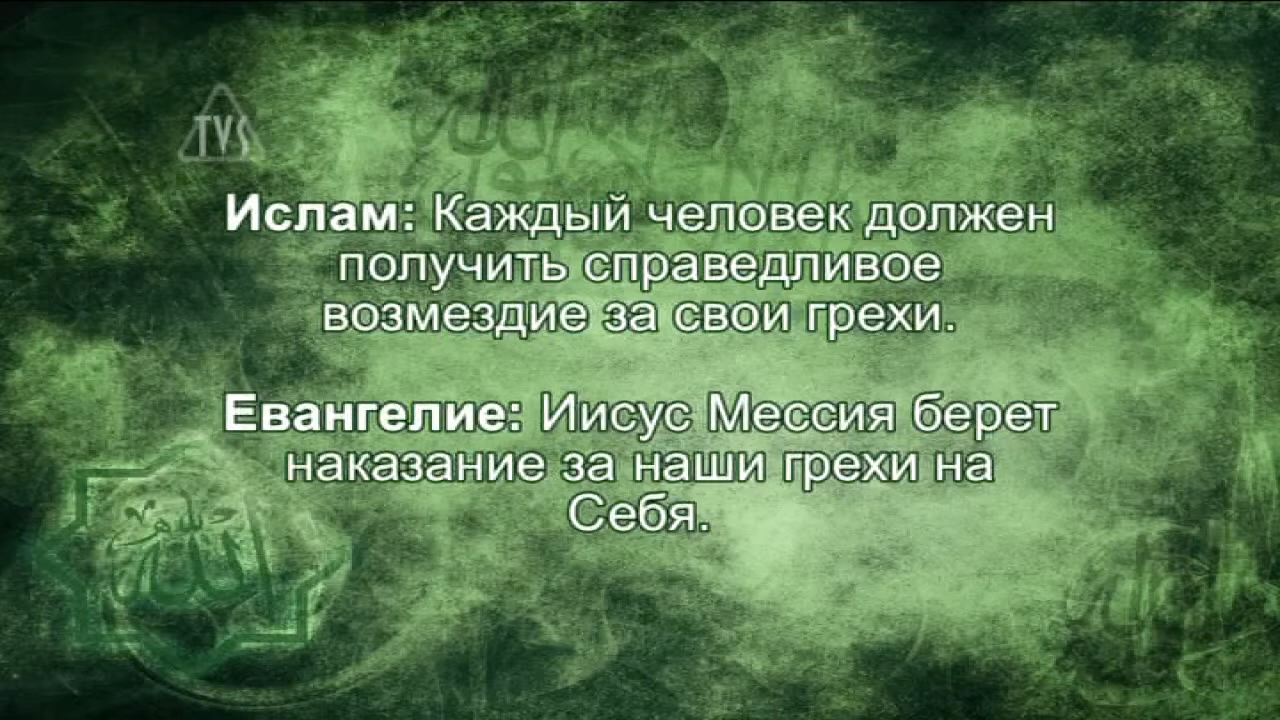 TVS
Ислам: Каждый человек должен
получить справедливое
возмездие за свои грехи.
Евангелие: Иисус Мессия берет
наказание за наши грехи на
Себя.
الله